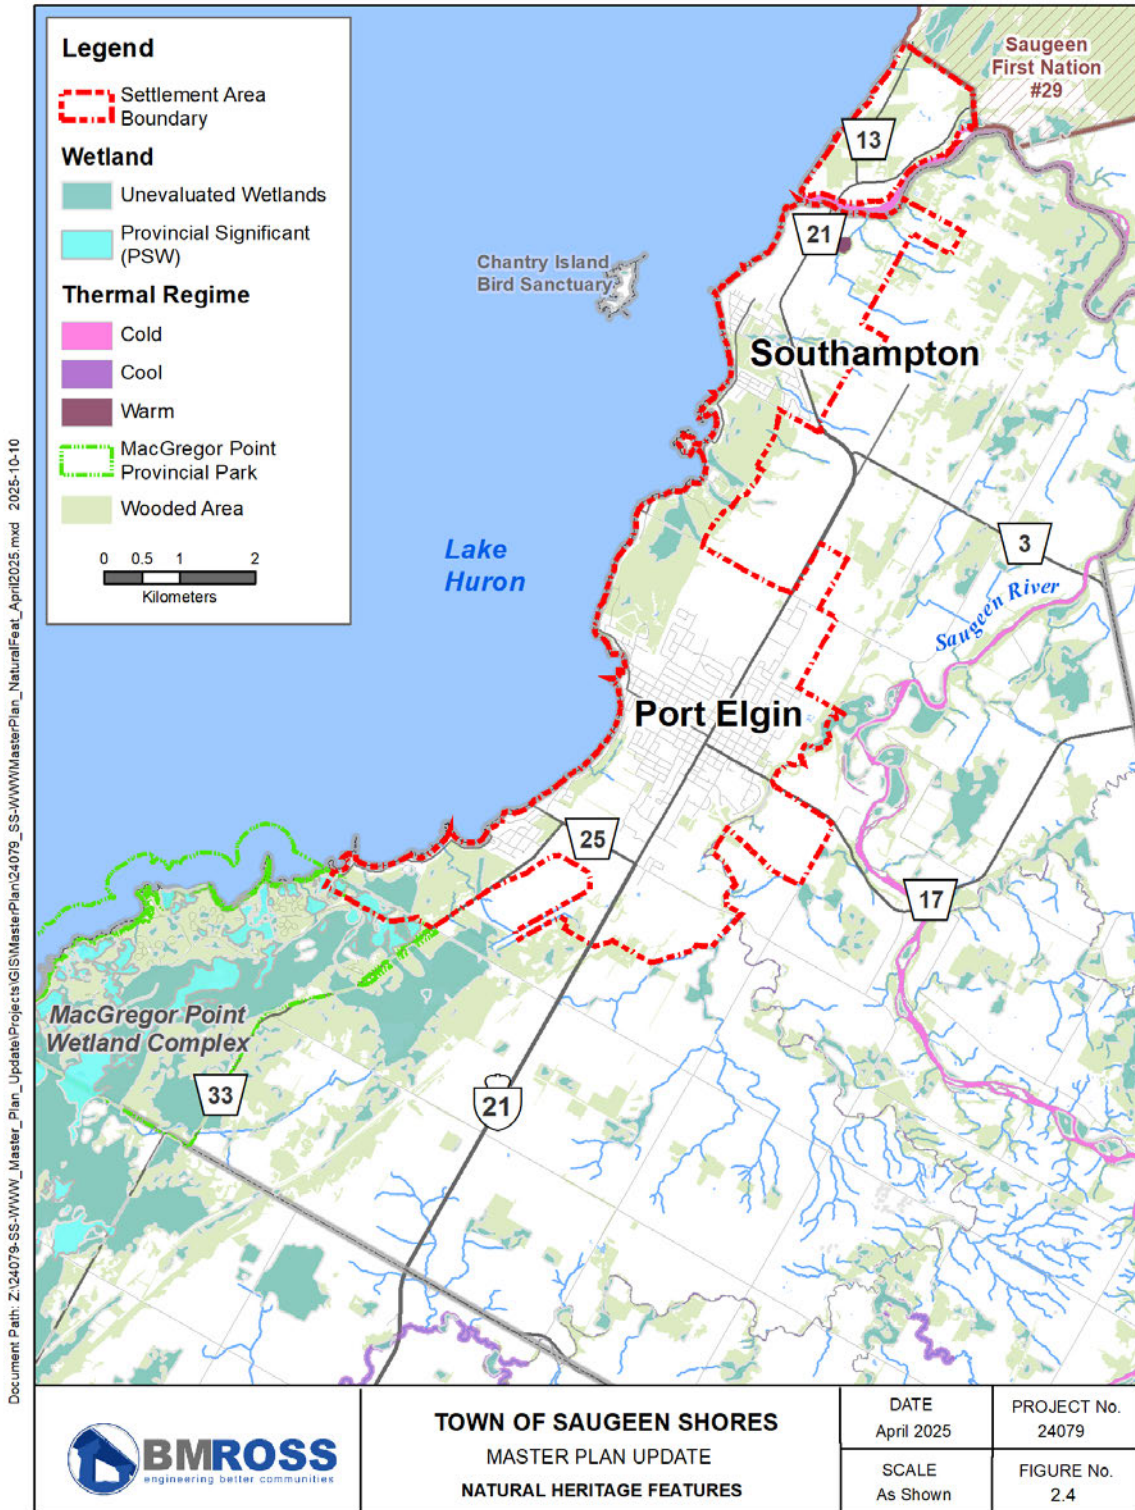 Legend
Settlement Area
Boundary
Wetland
Unevaluated Wetlands
Provincial Significant
(PSW)
Thermal Regime
Cold
Cool
Warm
MacGregor Point
Provincial Park
Wooded Area
0 0.5 1 2
Kilometers
Saugeen
First Nation
#29
13
21
Chantry Island
Bird Sanctuary
Southampton
3
Lake
Huron
Saugeen River
Port Elgin
25
17
MacGregor Point
Wetland Complex
33
21
Document Path: Z:\24079-SS-WWW_Master_Plan_Update\Projects\GIS\MasterPlan\24079_SS-WWWMasterPlan_NaturalFeat_April2025.mxd 2025-10-10
BMROSS
engineering better communities
TOWN OF SAUGEEN SHORES
MASTER PLAN UPDATE
NATURAL HERITAGE FEATURES
DATE
April 2025
PROJECT No.
24079
SCALE
As Shown
FIGURE No.
2.4